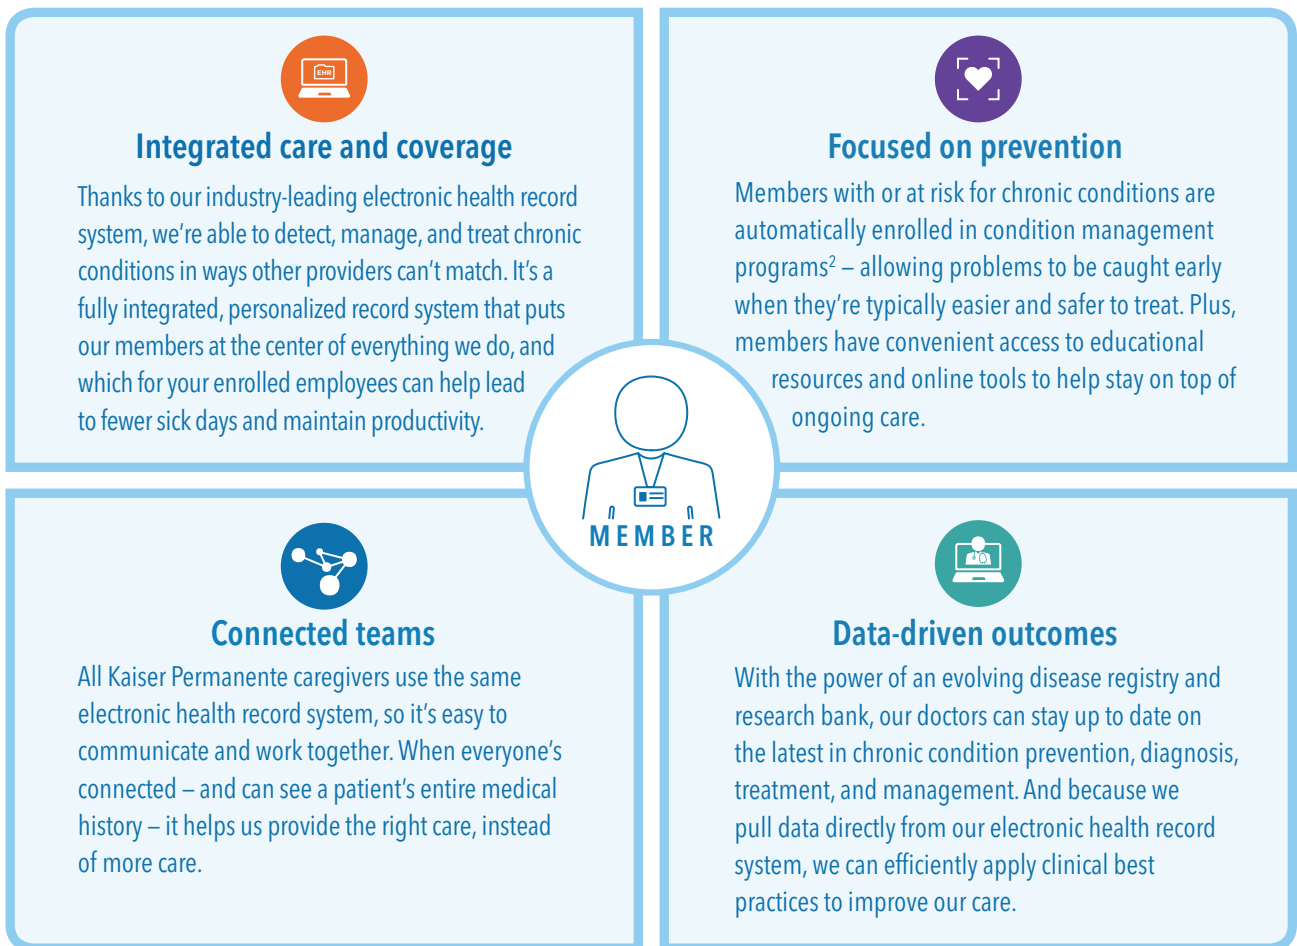 EHR
Integrated care and coverage
Thanks to our industry-leading electronic health record
system, we're able to detect, manage, and treat chronic
conditions in ways other providers can't match. It's a
fully integrated, personalized record system that puts
our members at the center of everything we do, and
which for your enrolled employees can help lead
to fewer sick days and maintain productivity.
Focused on prevention
Members with or at risk for chronic conditions are
automatically enrolled in condition management
programs² – allowing problems to be caught early
when they're typically easier and safer to treat. Plus,
members have convenient access to educational
resources and online tools to help stay on top of
ongoing care.
MEMBER
Connected teams
All Kaiser Permanente caregivers use the same
electronic health record system, so it's easy to
communicate and work together. When everyone's
connected – and can see a patient's entire medical
history – it helps us provide the right care, instead
of more care.
Data-driven outcomes
With the power of an evolving disease registry and
research bank, our doctors can stay up to date on
the latest in chronic condition prevention, diagnosis,
treatment, and management. And because we
pull data directly from our electronic health record
system, we can efficiently apply clinical best
practices to improve our care.